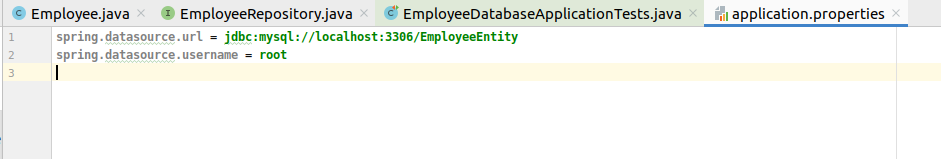 Employee.java
EmployeeRepository.java
EmployeeDatabaseApplicationTests.java
application.properties
1 spring.datasource.url = jdbc:mysql://localhost:3306/EmployeeEntity
2 spring.datasource.username = root
3